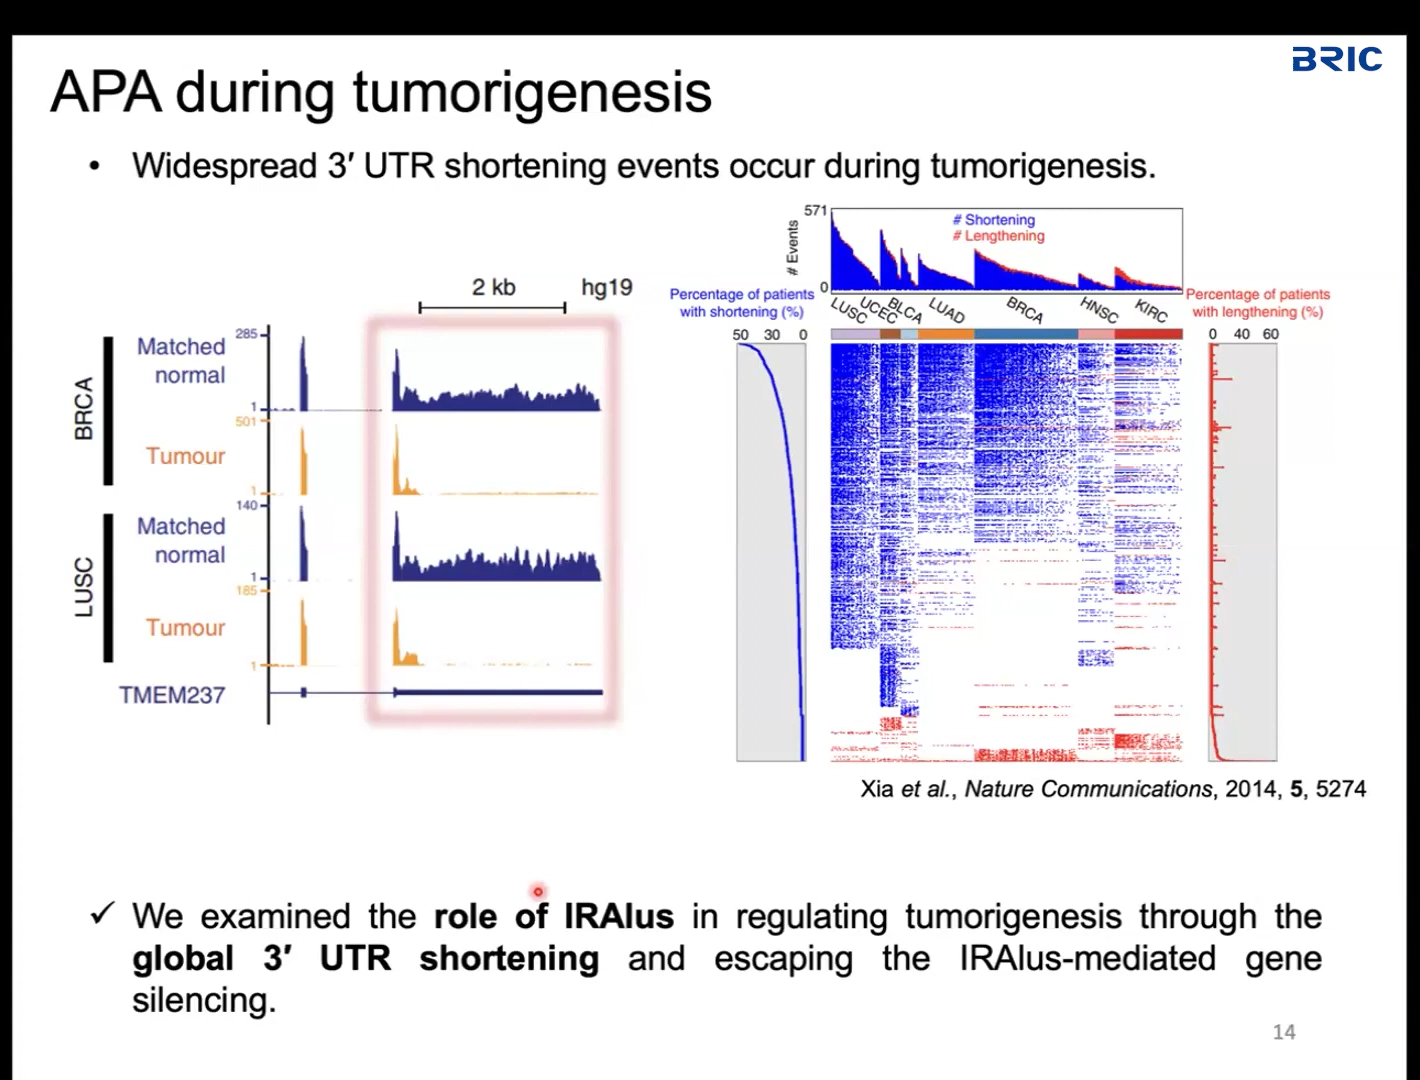 BRIC
APA during tumorigenesis
• Widespread 3′ UTR shortening events occur during tumorigenesis.
2 kb
hg19
BRCA
285
Matched
normal
1
501
Tumour
1
LUSC
140
Matched
normal
1
185
Tumour
1
TMEM237
571
# Events
0
# Shortening
# Lengthening
Percentage of patients
with shortening (%)
50 30 0
LUSC UCEC BLCA LUAD BRCA HNSC KIRC
Percentage of patients
with lengthening (%)
0 40 60
Xia et al., Nature Communications, 2014, 5, 5274
✓ We examined the role of IRAlus in regulating tumorigenesis through the
global 3′ UTR shortening and escaping the IRAlus-mediated gene
silencing.
14